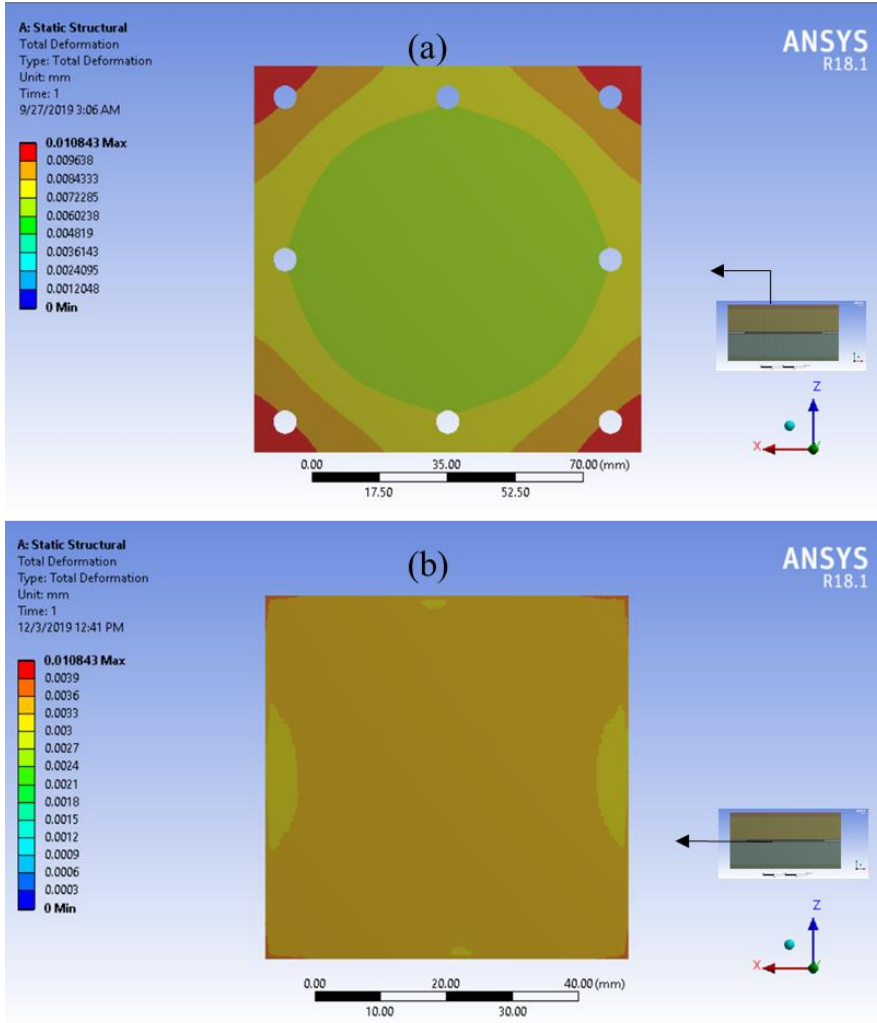 A: Static Structural
Total Deformation
Type: Total Deformation
Unit: mm
Time: 1
9/27/2019 3:06 AM
(a)
ANSYS
R18.1
0.010843 Max
0.009638
0.0084333
0.0072285
0.0060238
0.004819
0.0036143
0.0024095
0.0012048
0 Min
Z
X
Y
0.00 35.00 70.00 (mm)
17.50 52.50
A: Static Structural
Total Deformation
Type: Total Deformation
Unit: mm
Time: 1
12/3/2019 12:41 PM
(b)
ANSYS
R18.1
0.010843 Max
0.0039
0.0036
0.0033
0.003
0.0027
0.0024
0.0021
0.0018
0.0015
0.0012
0.0009
0.0006
0.0003
0 Min
Z
X
0.00 20.00 40.00 (mm)
10.00 30.00